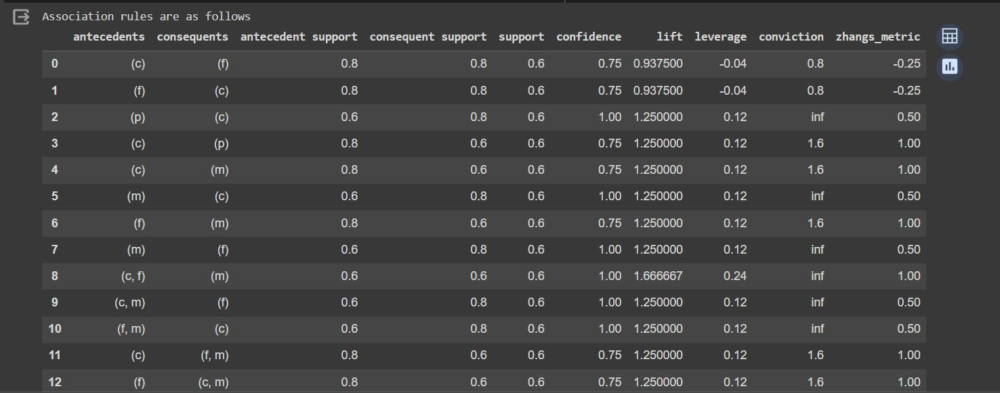 Association rules are as follows
antecedents consequents antecedent support consequent support support confidence lift leverage conviction zhangs_metric
0 (c) (f) 0.8 0.8 0.6 0.75 0.937500 -0.04 0.8 -0.25
1 (f) (c) 0.8 0.8 0.6 0.75 0.937500 -0.04 0.8 -0.25
2 (p) (c) 0.6 0.8 0.6 1.00 1.250000 0.12 inf 0.50
3 (c) (p) 0.8 0.6 0.6 0.75 1.250000 0.12 1.6 1.00
4 (c) (m) 0.8 0.6 0.6 0.75 1.250000 0.12 1.6 1.00
5 (m) (c) 0.6 0.8 0.6 1.00 1.250000 0.12 inf 0.50
6 (f) (m) 0.8 0.6 0.6 0.75 1.250000 0.12 1.6 1.00
7 (m) (f) 0.6 0.8 0.6 1.00 1.250000 0.12 inf 0.50
8 (c, f) (m) 0.6 0.6 0.6 1.00 1.666667 0.24 inf 1.00
9 (c, m) (f) 0.6 0.8 0.6 1.00 1.250000 0.12 inf 0.50
10 (f, m) (c) 0.6 0.8 0.6 1.00 1.250000 0.12 inf 0.50
11 (c) (f, m) 0.8 0.6 0.6 0.75 1.250000 0.12 1.6 1.00
12 (f) (c, m) 0.8 0.6 0.6 0.75 1.250000 0.12 1.6 1.00